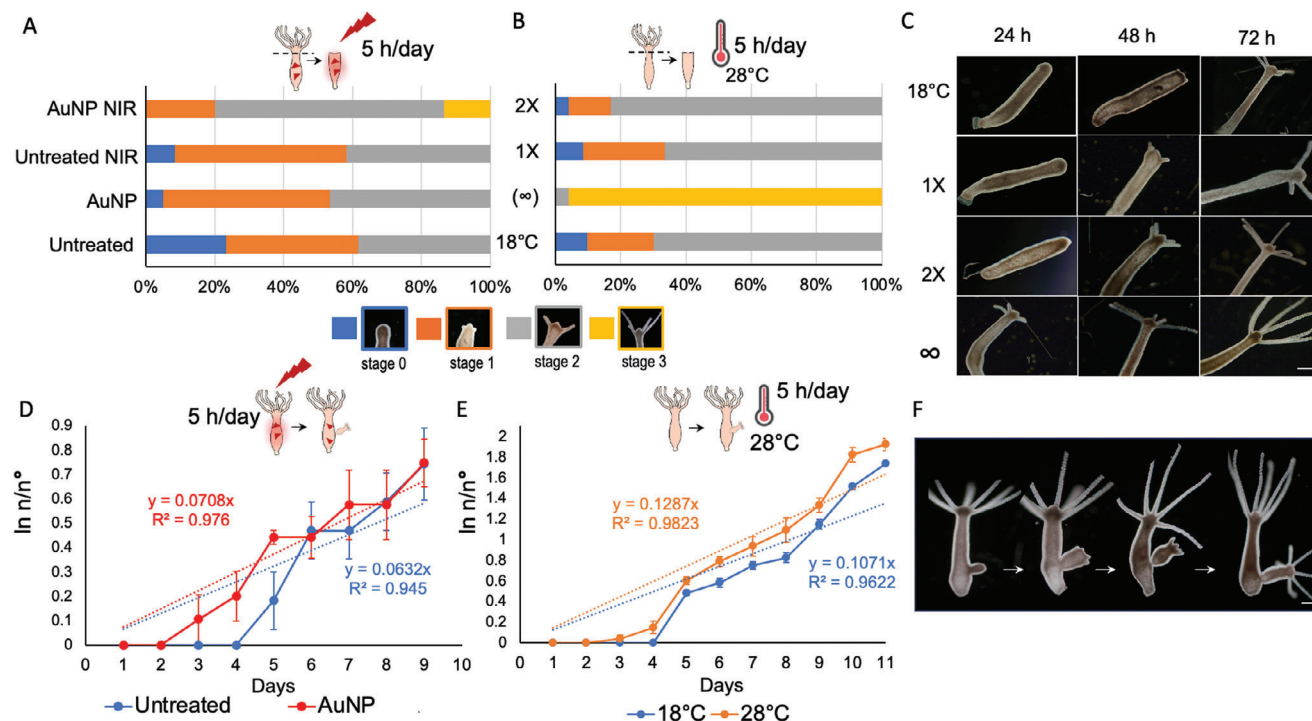 A
5 h/day
AuNP NIR
Untreated NIR
AuNP
Untreated
0% 20% 40% 60% 80% 100%
B
5 h/day
28°C
2X
1X
(∞)
18°C
0% 20% 40% 60% 80% 100%
stage 0 stage 1 stage 2 stage 3
C
24 h 48 h 72 h
18°C
1X
2X
∞
D
5 h/day
ln n/n°
0.9
0.8
0.7
0.6
0.5
0.4
0.3
0.2
0.1
0
y = 0.0708x
R² = 0.976
y = 0.0632x
R² = 0.945
0 1 2 3 4 5 6 7 8 9 10
Days
Untreated AuNP
E
5 h/day
28°C
ln n/n°
2
1.8
1.6
1.4
1.2
1
0.8
0.6
0.4
0.2
0
y = 0.1287x
R² = 0.9823
y = 0.1071x
R² = 0.9622
0 1 2 3 4 5 6 7 8 9 10 11
Days
18°C 28°C
F